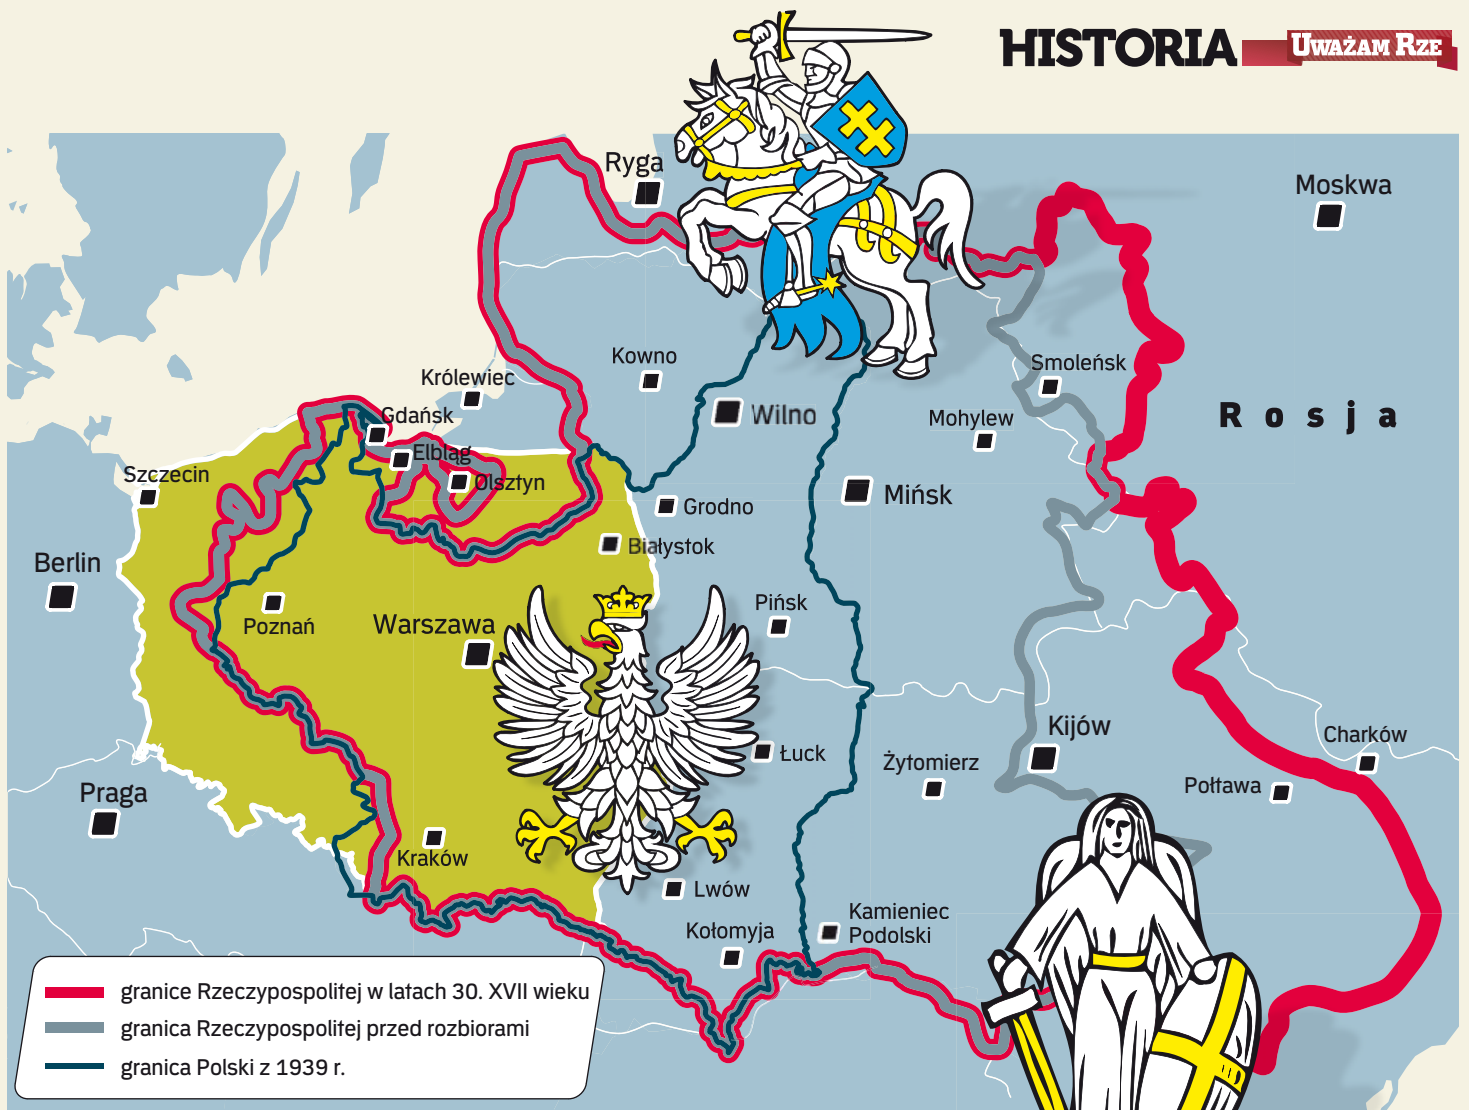 HISTORIA
UWAŻAM RZE
Ryga
Moskwa
Kowno
Królewiec
Smoleńsk
Gdańsk
Wilno
Mohylew
Rosja
Elbląg
Szczecin
Olsztyn
Mińsk
Grodno
Białystok
Berlin
Pińsk
Poznań
Warszawa
Kijów
Charków
Łuck
Żytomierz
Praga
Połtawa
Kraków
Lwów
Kamieniec
Podolski
Kołomyja
granice Rzeczypospolitej w latach 30. XVII wieku
granica Rzeczypospolitej przed rozbiorami
granica Polski z 1939 r.